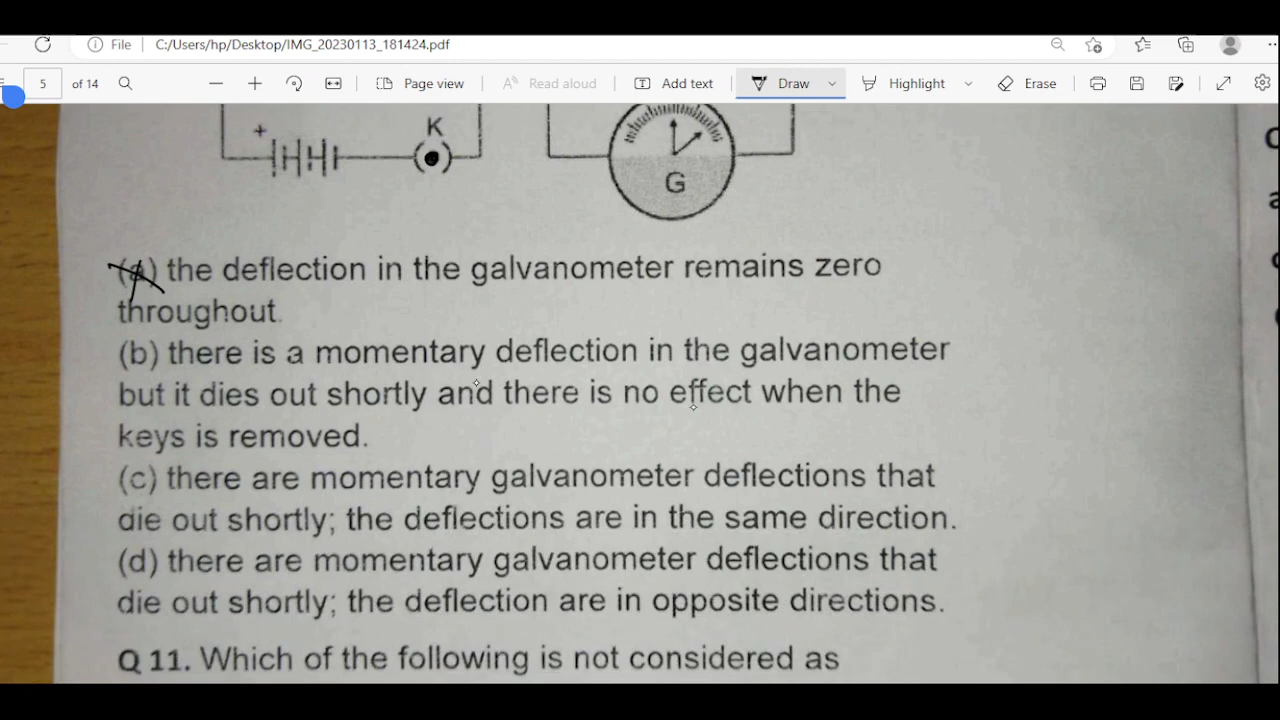 File C:/Users/hp/Desktop/IMG_20230113_181424.pdf
5 of 14 Page view Read aloud Add text Draw Highlight Erase
+ K
G
(a) the deflection in the galvanometer remains zero
throughout.
(b) there is a momentary deflection in the galvanometer
but it dies out shortly and there is no effect when the
keys is removed.
(c) there are momentary galvanometer deflections that
die out shortly; the deflections are in the same direction.
(d) there are momentary galvanometer deflections that
die out shortly; the deflection are in opposite directions.
Q 11. Which of the following is not considered as